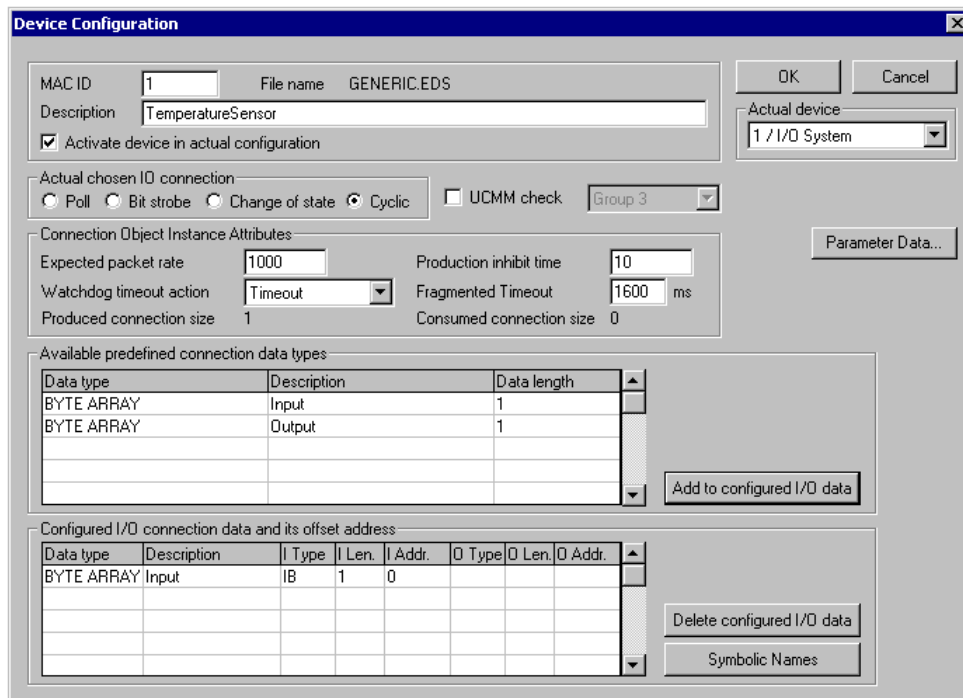 Device Configuration
MAC ID 1 File name GENERIC.EDS
OK Cancel
Description TemperatureSensor
Actual device
1 / I/O System
Activate device in actual configuration
Actual chosen IO connection
Poll Bit strobe Change of state Cyclic
UCMM check Group 3
Connection Object Instance Attributes
Parameter Data...
Expected packet rate 1000 Production inhibit time 10
Watchdog timeout action Timeout Fragmented Timeout 1600 ms
Produced connection size 1 Consumed connection size 0
Available predefined connection data types
Data type Description Data length
BYTE ARRAY Input 1
BYTE ARRAY Output 1
Add to configured I/O data
Configured I/O connection data and its offset address
Data type Description I Type I Len. I Addr. O Type O Len. O Addr.
BYTE ARRAY Input IB 1 0
Delete configured I/O data
Symbolic Names